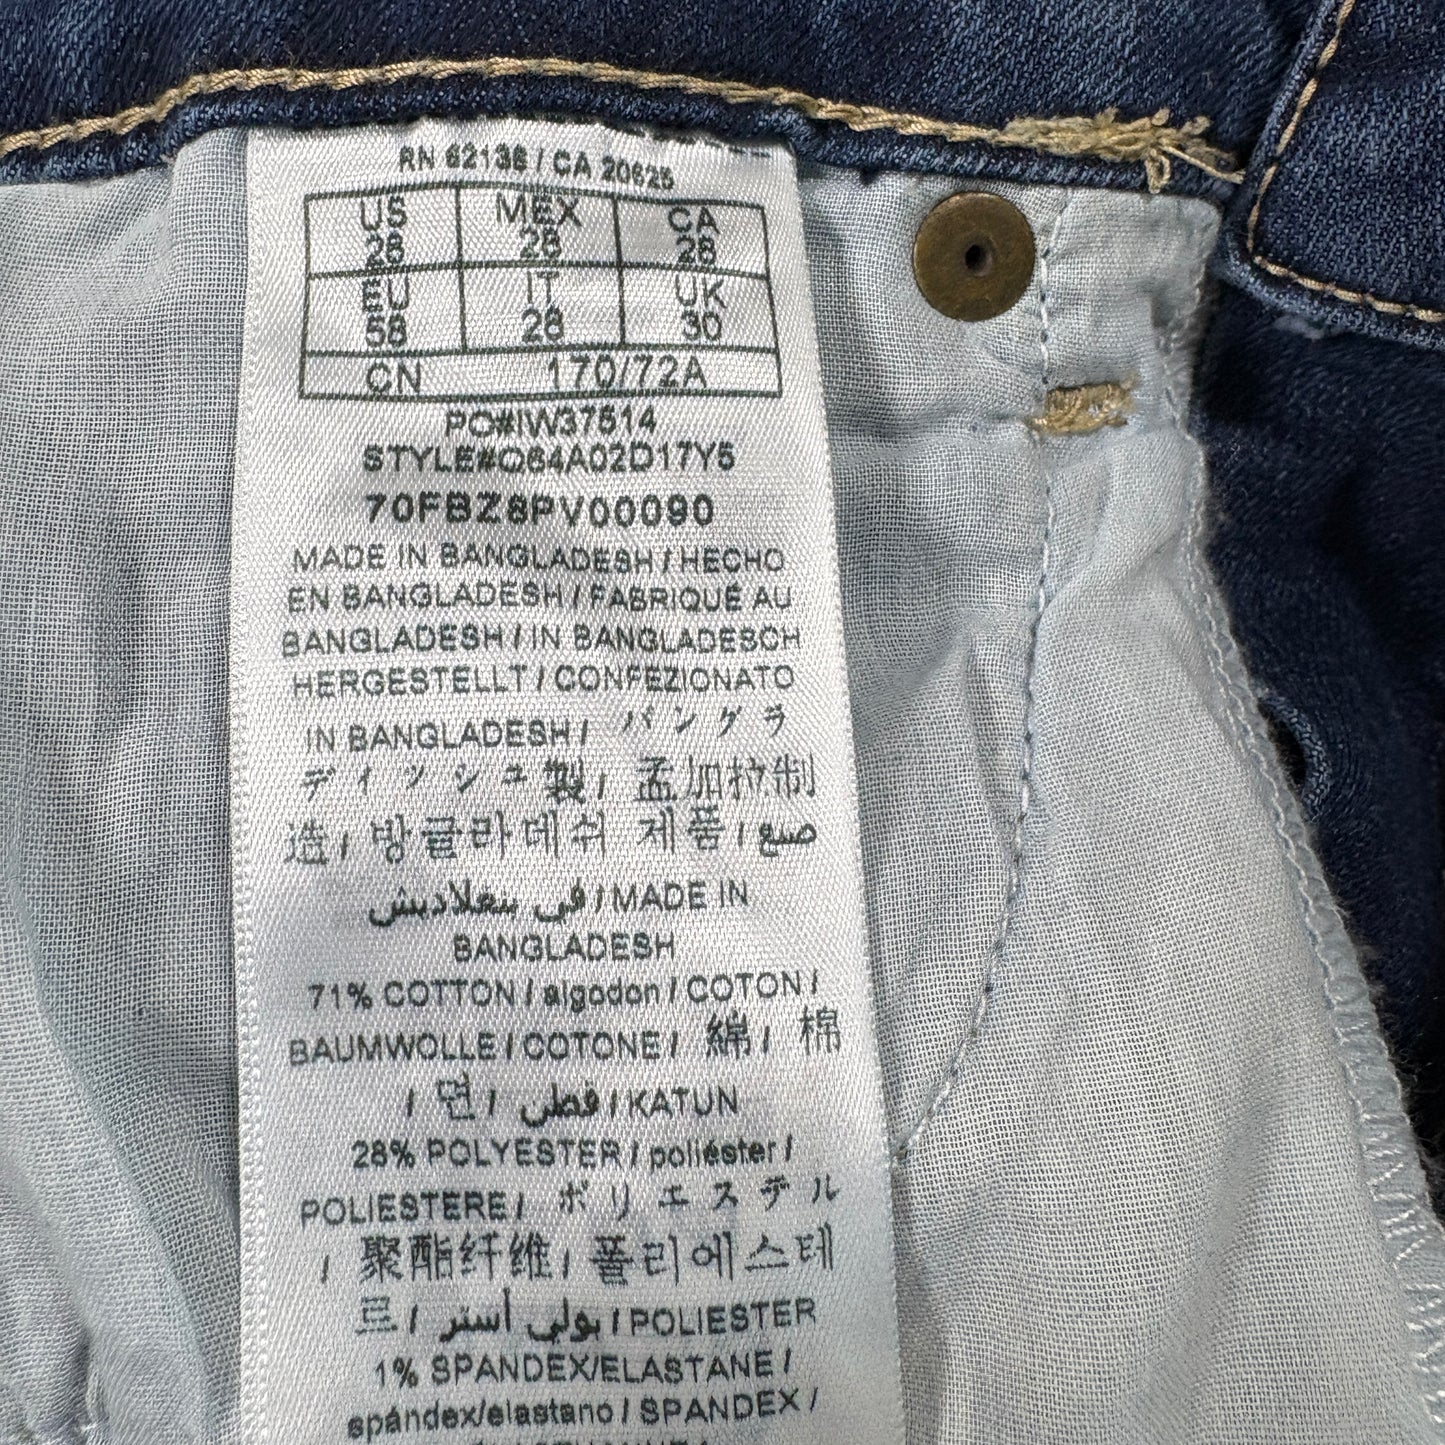 RN 62136 / CA 20625
US MEX CA
28 28 28
EU IT UK
58 28 30
CN 170/72A
PO#IW37514
STYLE#Q64A02D17Y5
70FBZ8PV00090
MADE IN BANGLADESH / HECHO
EN BANGLADESH / FABRIQUÉ AU
BANGLADESH / IN BANGLADESCH
HERGESTELLT / CONFEZIONATO
IN BANGLADESH / バングラ
ディッシュ製 / 孟加拉制
造 / 방글라데쉬 제품 / صنع
في بنغلاديش / MADE IN
BANGLADESH
71% COTTON / algodon / COTON /
BAUMWOLLE / COTONE / 綿 / 棉
/ 면 / قطن / KATUN
28% POLYESTER / poliéster /
POLIESTERE / ポリエステル
/ 聚酯纤维 / 폴리에스테
르 / بولي أستر / POLIESTER
1% SPANDEX/ELASTANE /
spándex/elastano / SPANDEX /